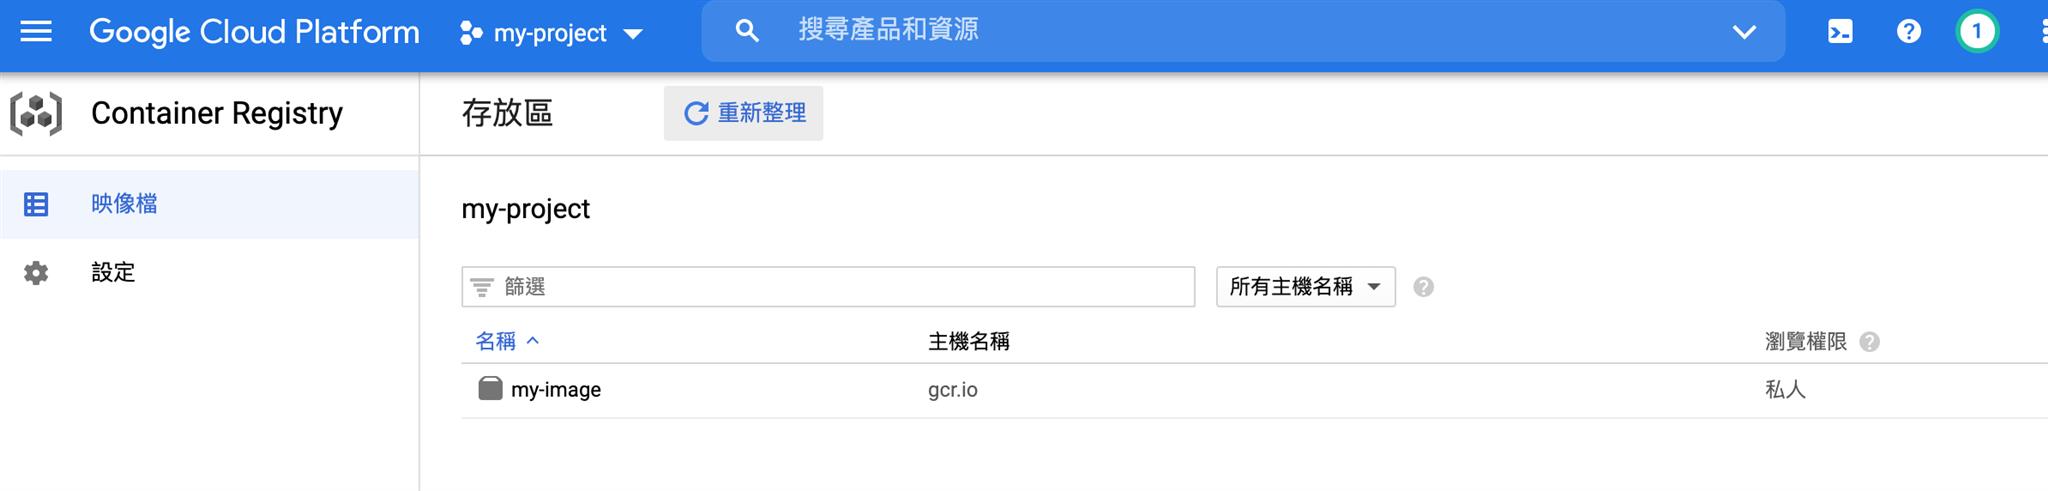 Google Cloud Platform my-project 搜尋產品和資源 1
Container Registry 存放區 重新整理
映像檔
設定
my-project
篩選 所有主機名稱
名稱 主機名稱 瀏覽權限
my-image gcr.io 私人